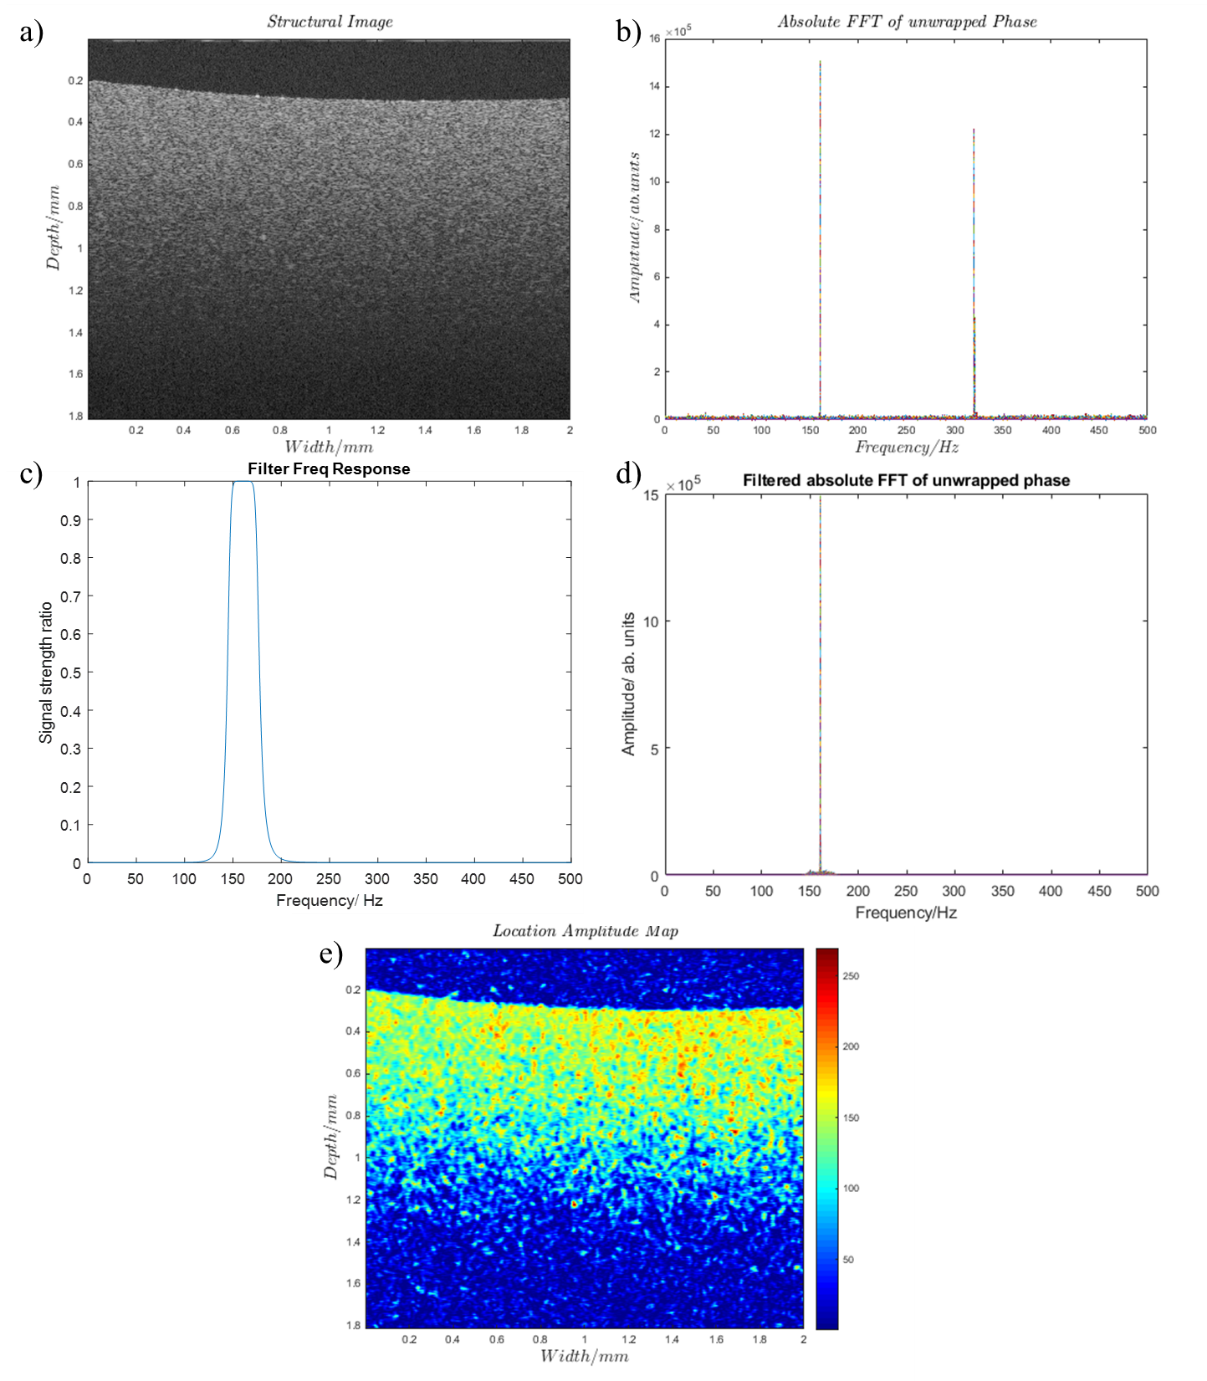 a)
Structural Image
0.2
0.4
0.6
0.8
1
1.2
1.4
1.6
1.8
Depth/mm
0.2 0.4 0.6 0.8 1 1.2 1.4 1.6 1.8 2
Width/mm
b)
Absolute FFT of unwrapped Phase
×10⁵
16
14
12
10
8
6
4
2
0
Amplitude/ab.units
0 50 100 150 200 250 300 350 400 450 500
Frequency/Hz
c)
Filter Freq Response
1
0.9
0.8
0.7
0.6
0.5
0.4
0.3
0.2
0.1
0
Signal strength ratio
0 50 100 150 200 250 300 350 400 450 500
Frequency/ Hz
d)
Filtered absolute FFT of unwrapped phase
×10⁵
15
10
5
0
Amplitude/ ab. units
0 50 100 150 200 250 300 350 400 450 500
Frequency/Hz
e)
Location Amplitude Map
0.2
0.4
0.6
0.8
1
1.2
1.4
1.6
1.8
Depth/mm
0.2 0.4 0.6 0.8 1 1.2 1.4 1.6 1.8 2
Width/mm
250
200
150
100
50